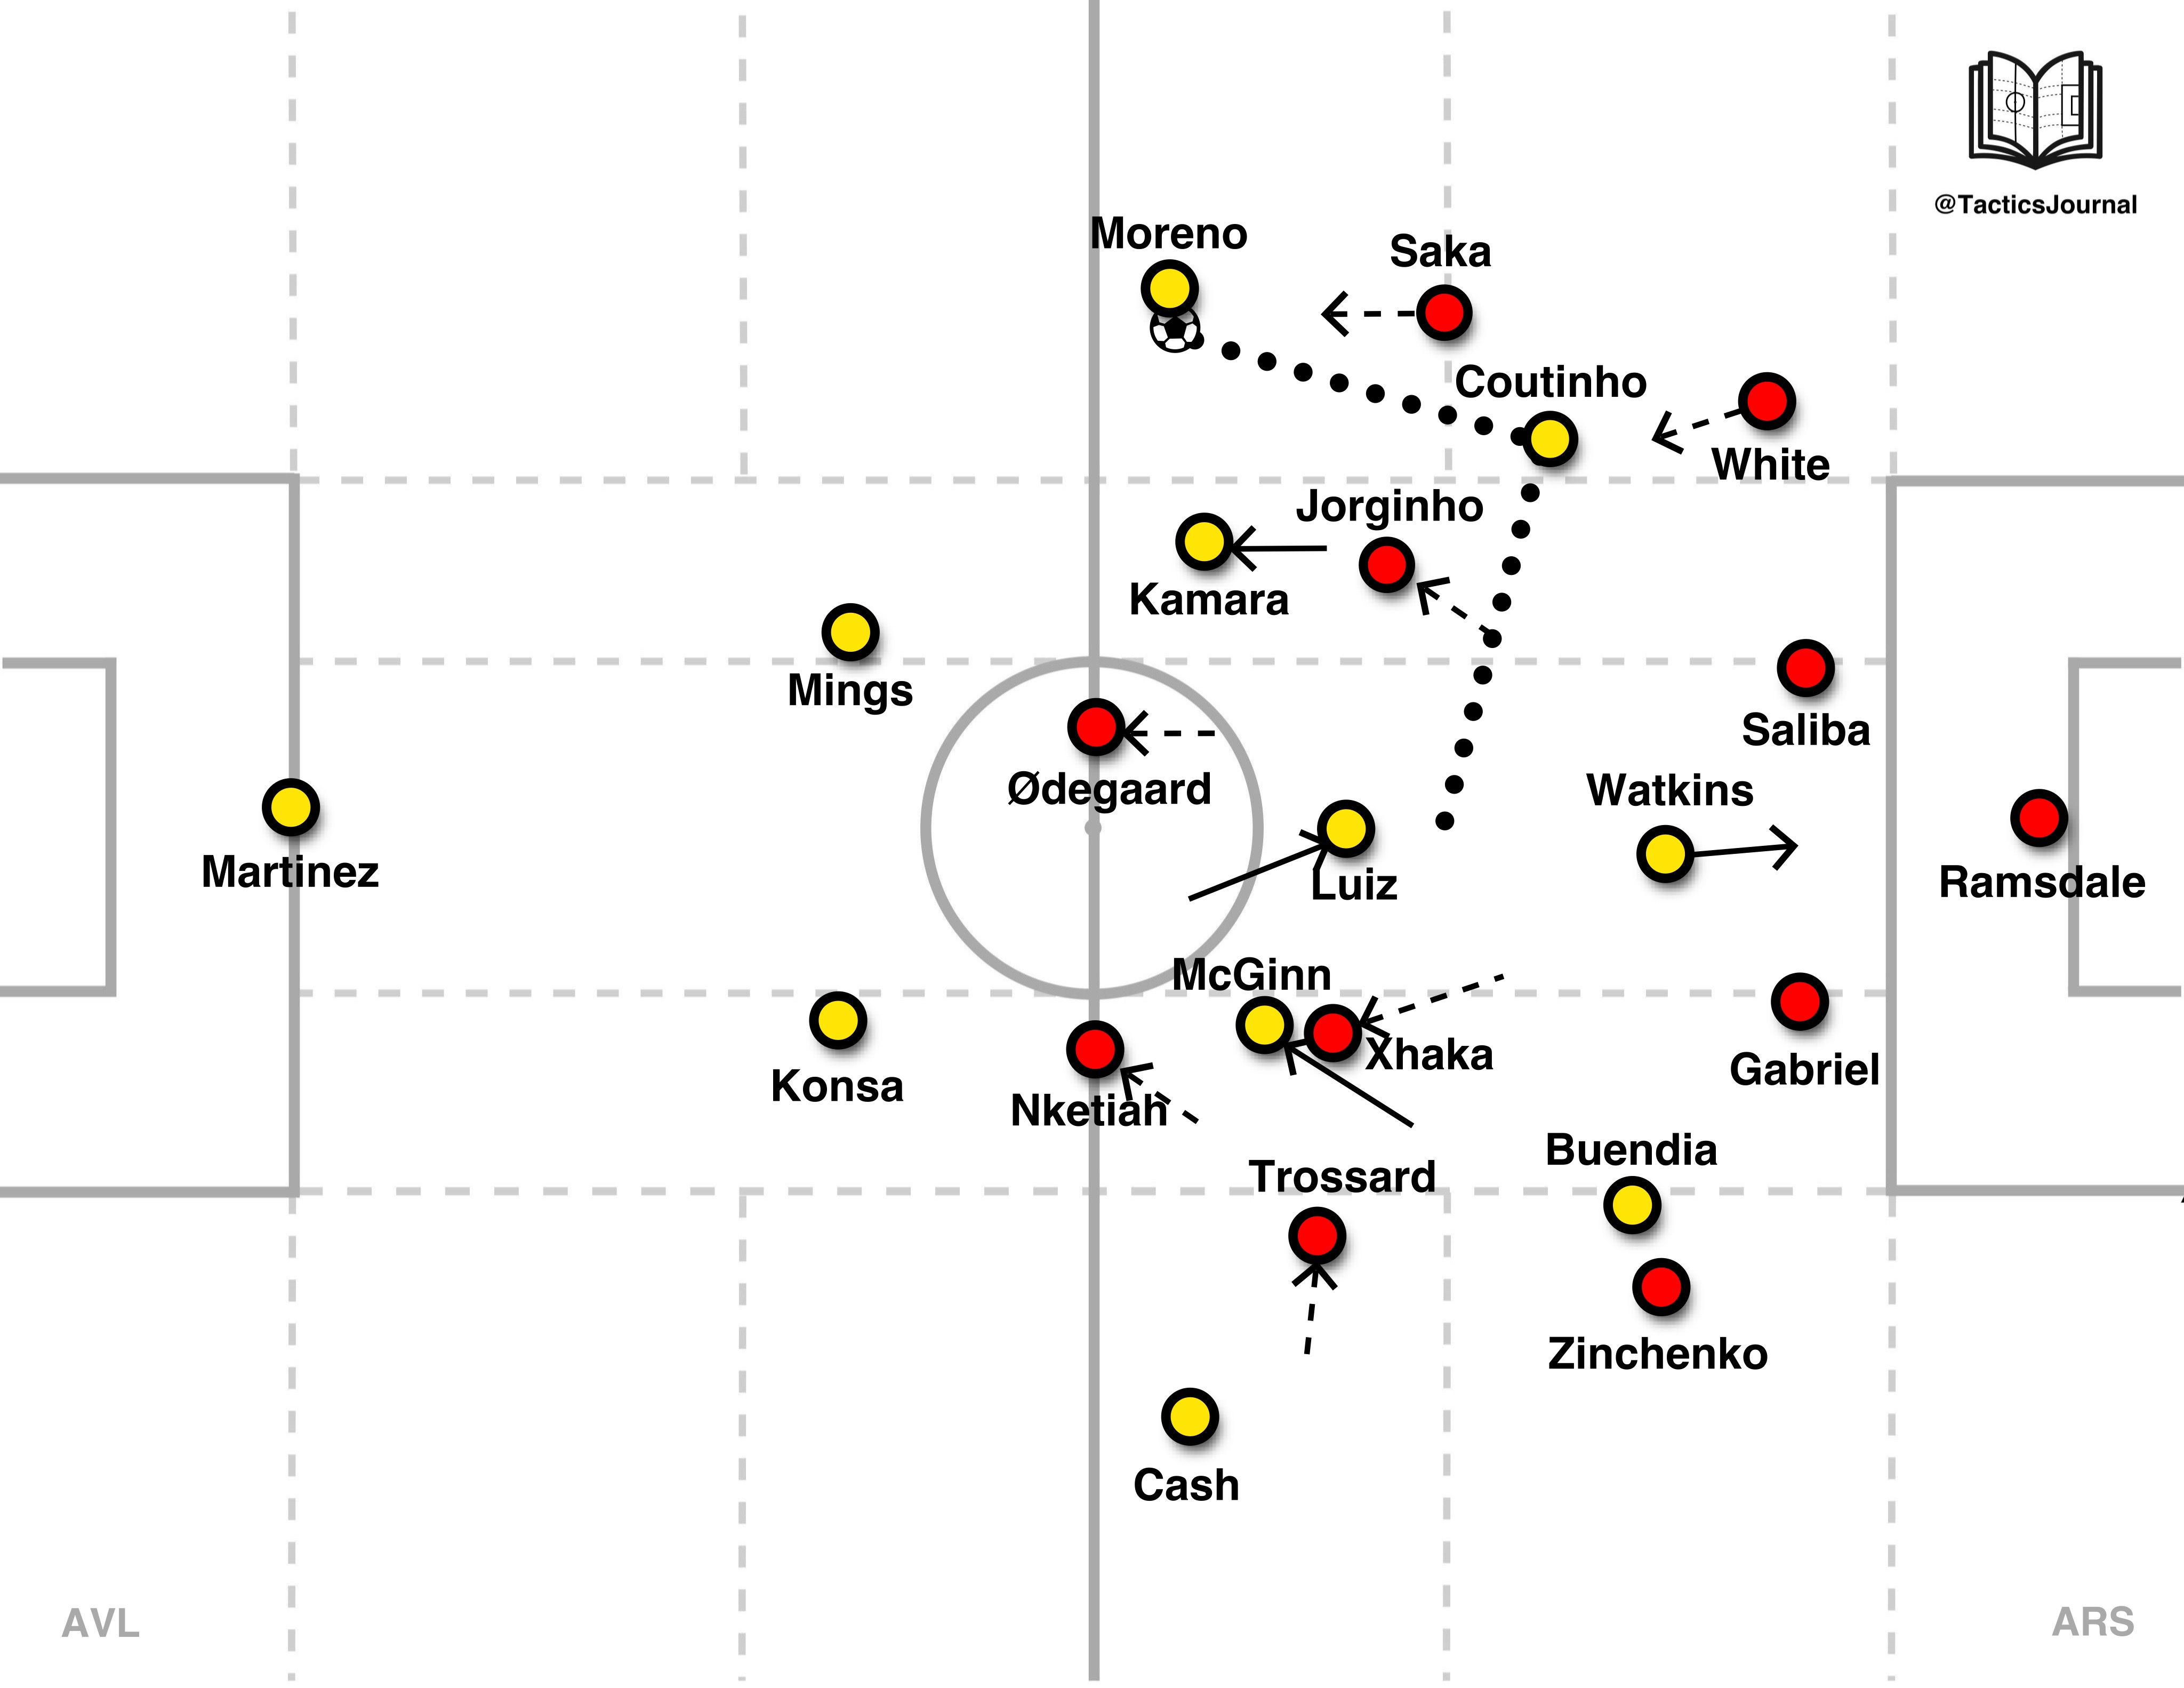 @TacticsJournal
Moreno
Saka
Coutinho
White
Jorginho
Kamara
Mings
Saliba
Ødegaard
Watkins
Martinez
Luiz
Ramsdale
McGinn
Xhaka
Gabriel
Konsa
Nketiah
Buendia
Trossard
Zinchenko
Cash
AVL
ARS